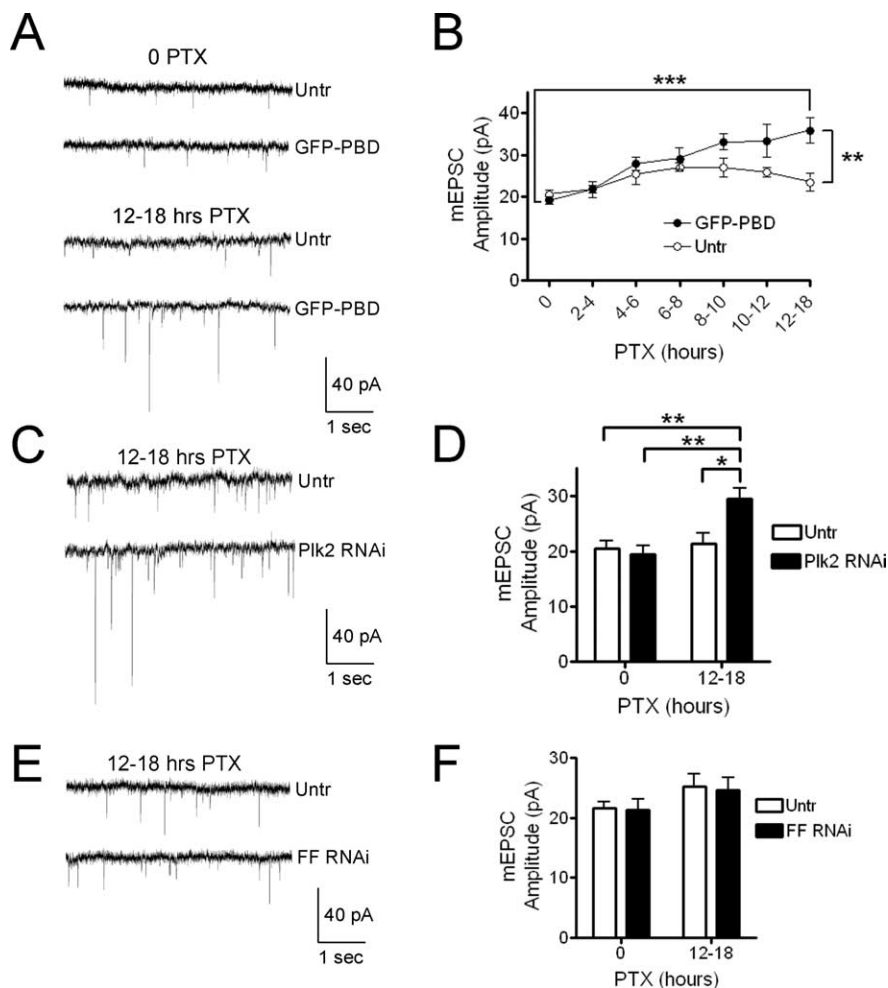 A
0 PTX
Untr
GFP-PBD
12-18 hrs PTX
Untr
GFP-PBD
40 pA
1 sec
B
***
**
mEPSC
Amplitude (pA)
40
30
20
10
0
GFP-PBD
Untr
0
2-4
4-6
6-8
8-10
10-12
12-18
PTX (hours)
C
12-18 hrs PTX
Untr
Plk2 RNAi
40 pA
1 sec
D
**
**
*
mEPSC
Amplitude (pA)
30
20
10
0
Untr
Plk2 RNAi
0
12-18
PTX (hours)
E
12-18 hrs PTX
Untr
FF RNAi
40 pA
1 sec
F
mEPSC
Amplitude (pA)
30
20
10
0
Untr
FF RNAi
0
12-18
PTX (hours)